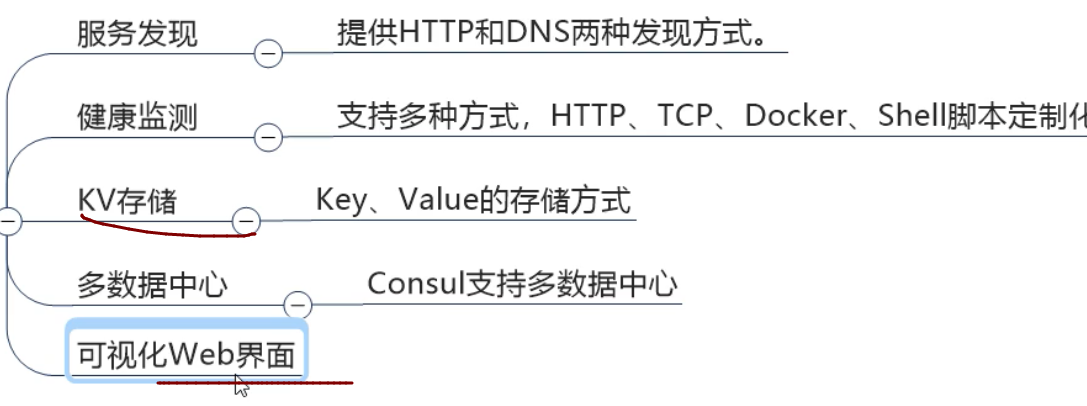 服务发现 提供HTTP和DNS两种发现方式。
健康监测 支持多种方式，HTTP、TCP、Docker、Shell脚本定制
KV存储 Key、Value的存储方式
多数据中心 Consul支持多数据中心
可视化Web界面